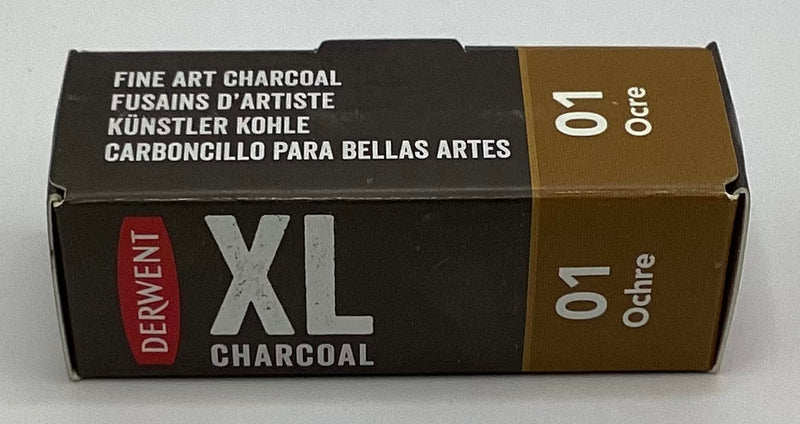 FINE ART CHARCOAL
FUSAINS D'ARTISTE
KÜNSTLER KOHLE
CARBONCILLO PARA BELLAS ARTES
01
Ocre
DERWENT
XL
CHARCOAL
01
Ochre